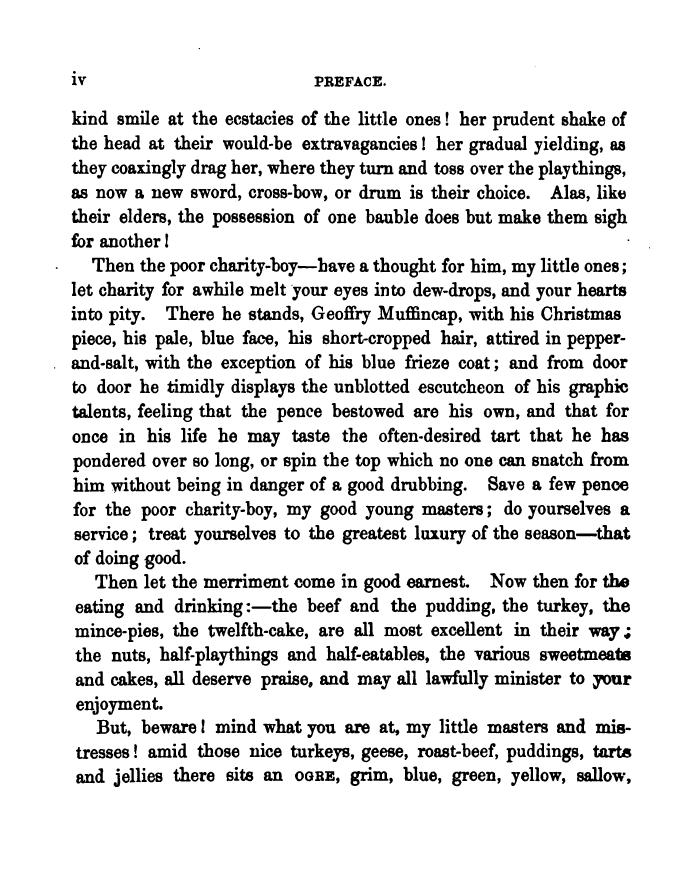 iv PREFACE.
kind smile at the ecstacies of the little ones! her prudent shake of
the head at their would-be extravagancies! her gradual yielding, as
they coaxingly drag her, where they turn and toss over the playthings,
as now a new sword, cross-bow, or drum is their choice. Alas, like
their elders, the possession of one bauble does but make them sigh
for another!
Then the poor charity-boy—have a thought for him, my little ones;
let charity for awhile melt your eyes into dew-drops, and your hearts
into pity. There he stands, Geoffry Muffincap, with his Christmas
piece, his pale, blue face, his short-cropped hair, attired in pepper-
and-salt, with the exception of his blue frieze coat; and from door
to door he timidly displays the unblotted escutcheon of his graphic
talents, feeling that the pence bestowed are his own, and that for
once in his life he may taste the often-desired tart that he has
pondered over so long, or spin the top which no one can snatch from
him without being in danger of a good drubbing. Save a few pence
for the poor charity-boy, my good young masters; do yourselves a
service; treat yourselves to the greatest luxury of the season—that
of doing good.
Then let the merriment come in good earnest. Now then for the
eating and drinking:—the beef and the pudding, the turkey, the
mince-pies, the twelfth-cake, are all most excellent in their way;
the nuts, half-playthings and half-eatables, the various sweetmeats
and cakes, all deserve praise, and may all lawfully minister to your
enjoyment.
But, beware! mind what you are at, my little masters and mis-
tresses! amid those nice turkeys, geese, roast-beef, puddings, tarts
and jellies there sits an OGRE, grim, blue, green, yellow, sallow,